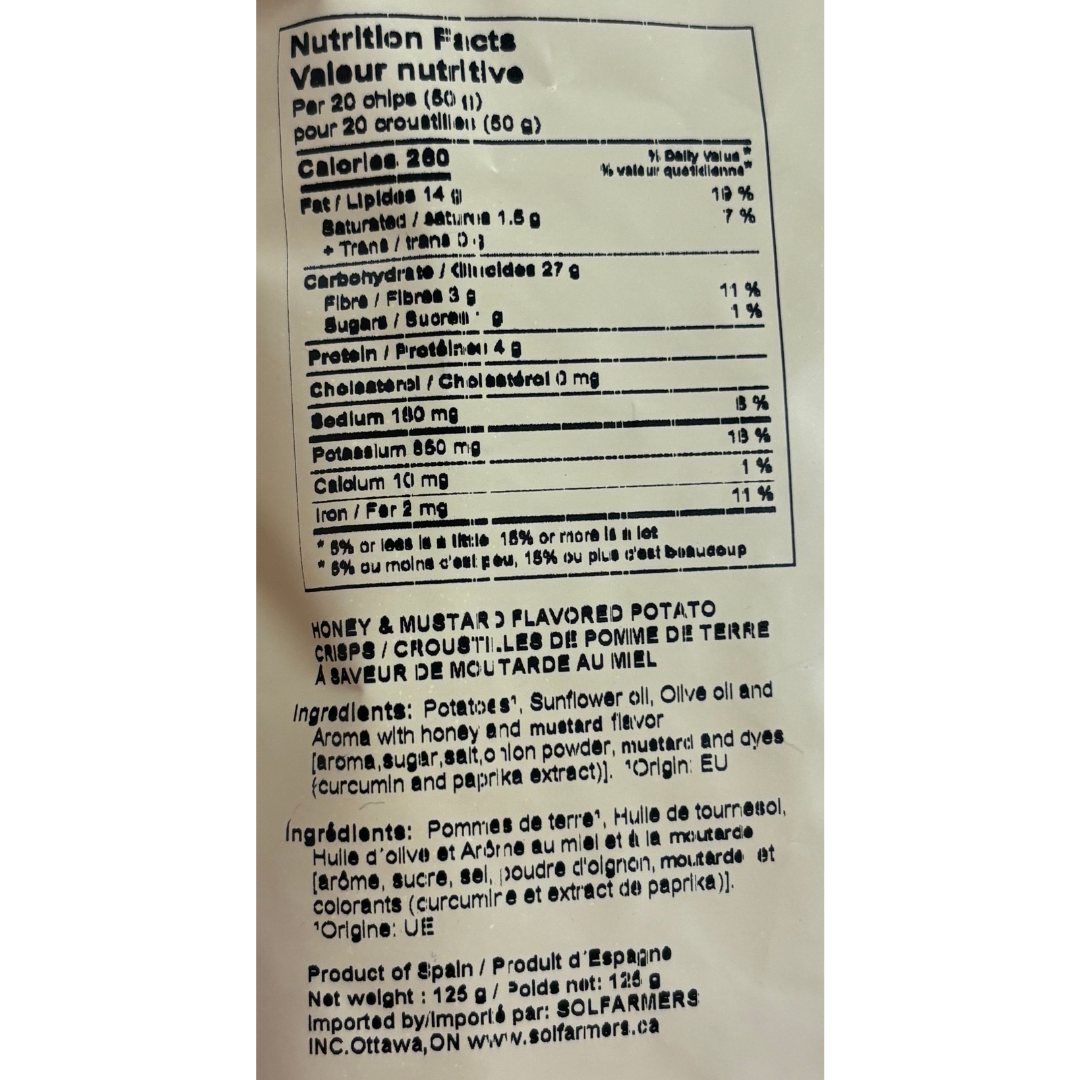 Nutrition Facts
Valeur nutritive
Per 20 chips (50 g)
pour 20 croustilles (50 g)
Calories 260
% Daily Value*
% valeur quotidienne*
Fat / Lipides 14 g 19 %
Saturated / saturés 1.5 g 7 %
+ Trans / trans 0 g
Carbohydrate / Glucides 27 g
Fibre / Fibres 3 g 11 %
Sugars / Sucres 1 g 1 %
Protein / Protéines 4 g
Cholesterol / Cholestérol 0 mg
Sodium mg 8 %
Potassium 850 mg 18 %
Calcium 10 mg 1 %
Iron / Fer 2 mg 11 %
* 5% or less is a little 15% or more is a lot
* 5% ou moins c'est peu, 15% ou plus c'est beaucoup
HONEY & MUSTARD FLAVORED POTATO
CRISPS / CROUSTILLES DE POMME DE TERRE
Á SAVEUR DE MOUTARDE AU MIEL
Ingredients: Potatoes¹, Sunflower oil, Olive oil and
Aroma with honey and mustard flavor
[aroma,sugar,salt,onion powder, mustard and dyes
(curcumin and paprika extract)]. ¹Origin: EU
Ingrédients: Pommes de terre¹, Huile de tournesol,
Huile d'olive et Arôme au miel et á la moutarde
[arôme, sucre, sel, poudre d'oignon, moutarde et
colorants (curcumine et extract de paprika)].
¹Origine: UE
Product of Spain / Produit d'Espagne
Net weight : 125 g / Poids net: 125 g
Imported by/Importé par: SOLFARMERS
INC.Ottawa,ON www.solfarmers.ca